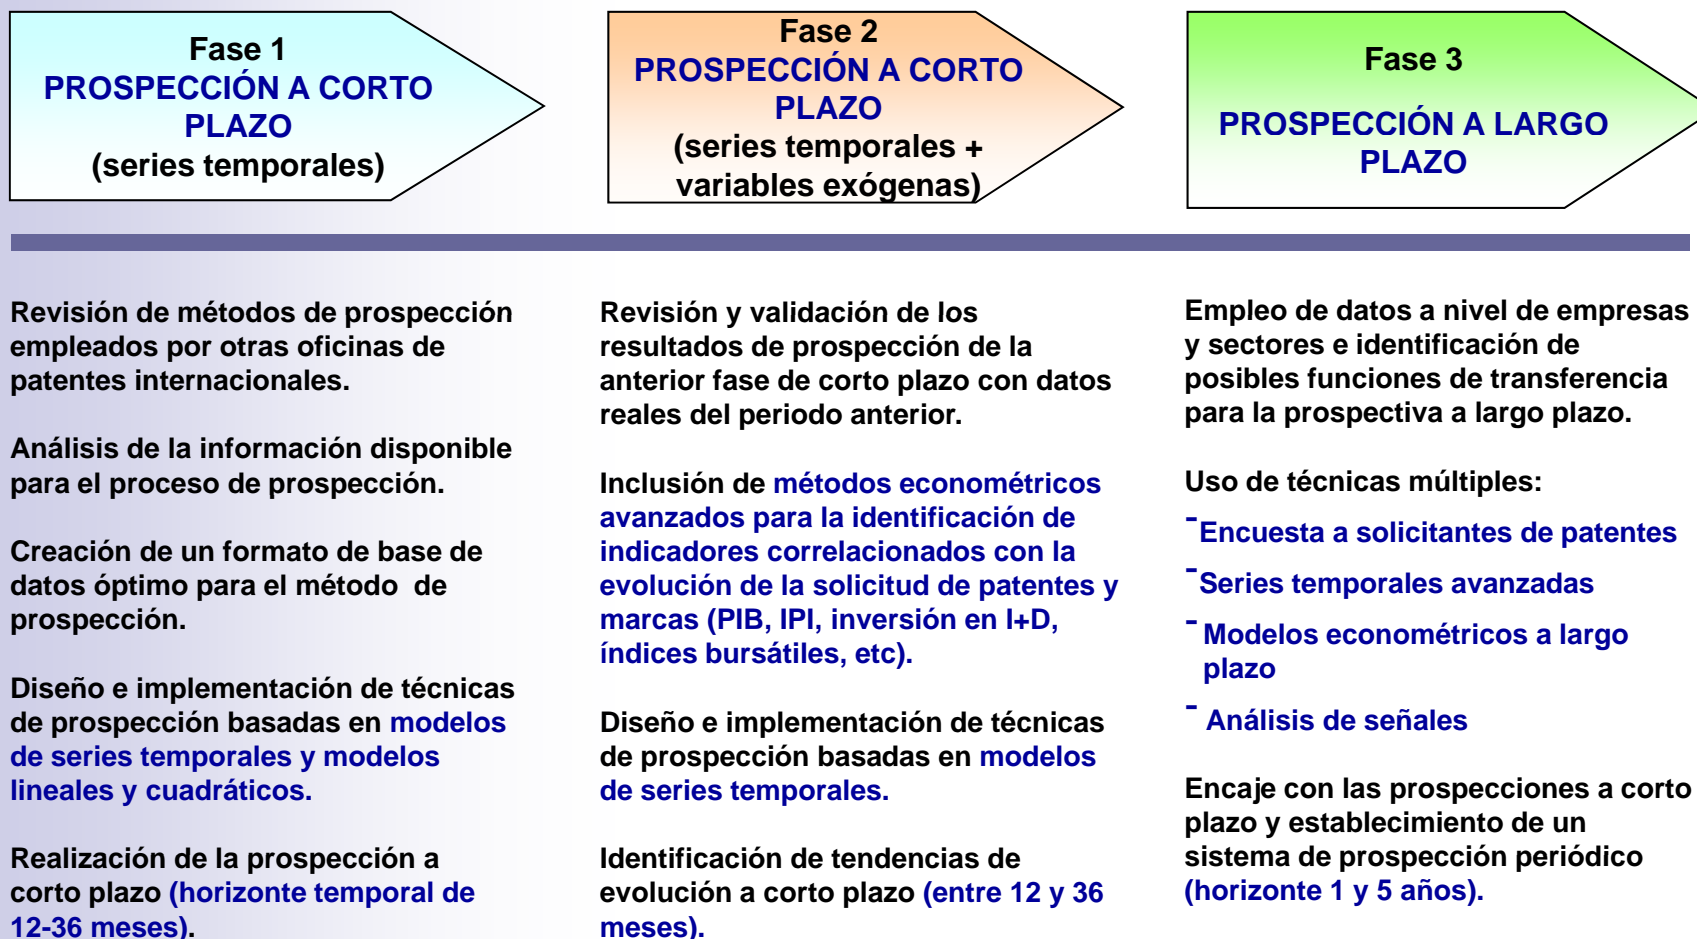 Fase 1
PROSPECCIÓN A CORTO
PLAZO
(series temporales)
Fase 2
PROSPECCIÓN A CORTO
PLAZO
(series temporales +
variables exógenas)
Fase 3
PROSPECCIÓN A LARGO
PLAZO
Revisión de métodos de prospección
empleados por otras oficinas de
patentes internacionales.
Análisis de la información disponible
para el proceso de prospección.
Creación de un formato de base de
datos óptimo para el método de
prospección.
Diseño e implementación de técnicas
de prospección basadas en modelos
de series temporales y modelos
lineales y cuadráticos.
Realización de la prospección a
corto plazo (horizonte temporal de
12-36 meses).
Revisión y validación de los
resultados de prospección de la
anterior fase de corto plazo con datos
reales del periodo anterior.
Inclusión de métodos econométricos
avanzados para la identificación de
indicadores correlacionados con la
evolución de la solicitud de patentes y
marcas (PIB, IPI, inversión en I+D,
índices bursátiles, etc).
Diseño e implementación de técnicas
de prospección basadas en modelos
de series temporales.
Identificación de tendencias de
evolución a corto plazo (entre 12 y 36
meses).
Empleo de datos a nivel de empresas
y sectores e identificación de
posibles funciones de transferencia
para la prospectiva a largo plazo.
Uso de técnicas múltiples:
-Encuesta a solicitantes de patentes
-Series temporales avanzadas
- Modelos econométricos a largo
plazo
- Análisis de señales
Encaje con las prospecciones a corto
plazo y establecimiento de un
sistema de prospección periódico
(horizonte 1 y 5 años).